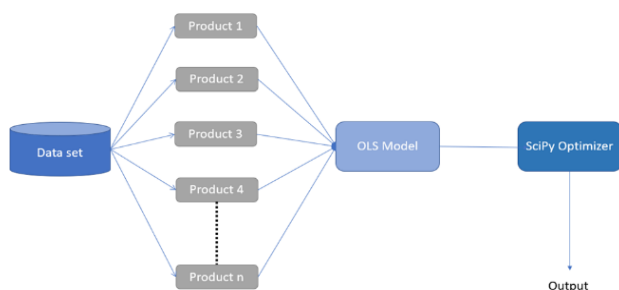 Product 1
Product 2
Product 3
Product 4
Product n
Data set
OLS Model
SciPy Optimizer
Output